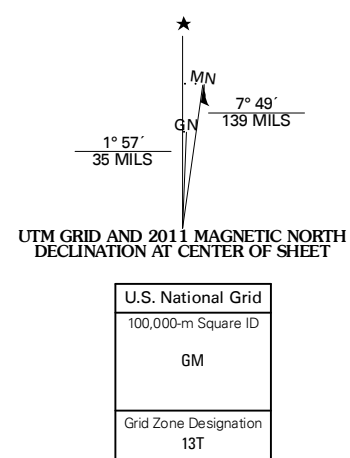 ★
MN
GN
7° 49´
139 MILS
1° 57´
35 MILS
UTM GRID AND 2011 MAGNETIC NORTH
DECLINATION AT CENTER OF SHEET
U.S. National Grid
100,000-m Square ID
GM
Grid Zone Designation
13T